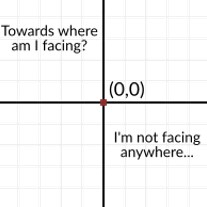 Towards where
am I facing?
(0,0)
I'm not facing
anywhere...